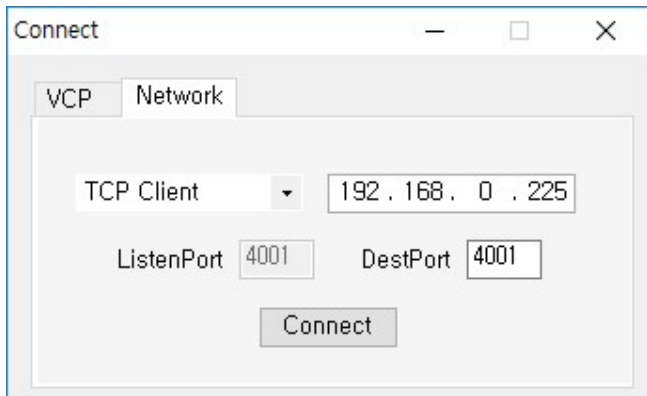 Connect
VCP Network
TCP Client 192 . 168 . 0 . 225
ListenPort 4001 DestPort 4001
Connect